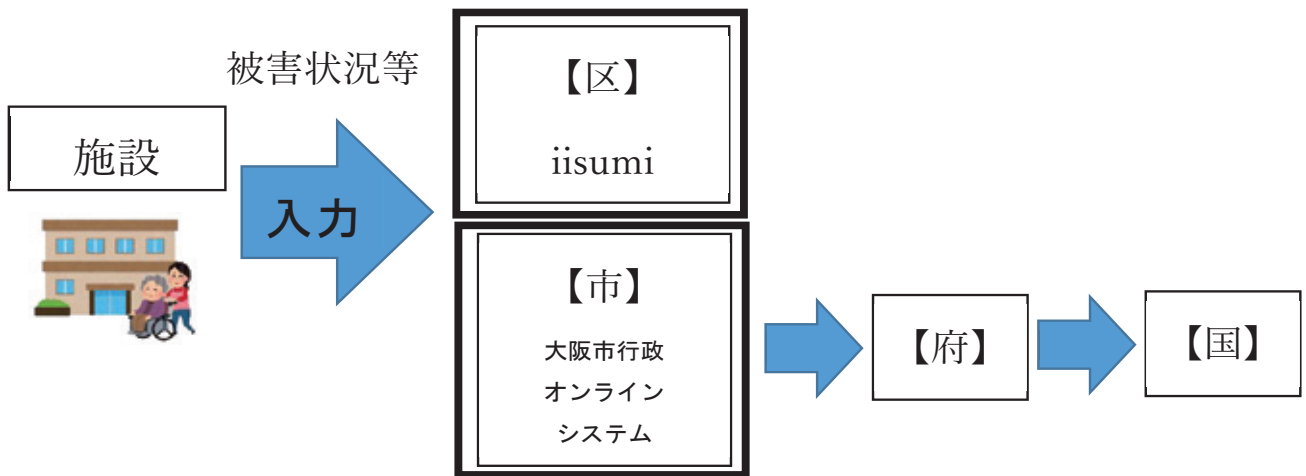 被害状況等
施設
入力
【区】
iisumi
【市】
大阪市行政
オンライン
システム
【府】
【国】